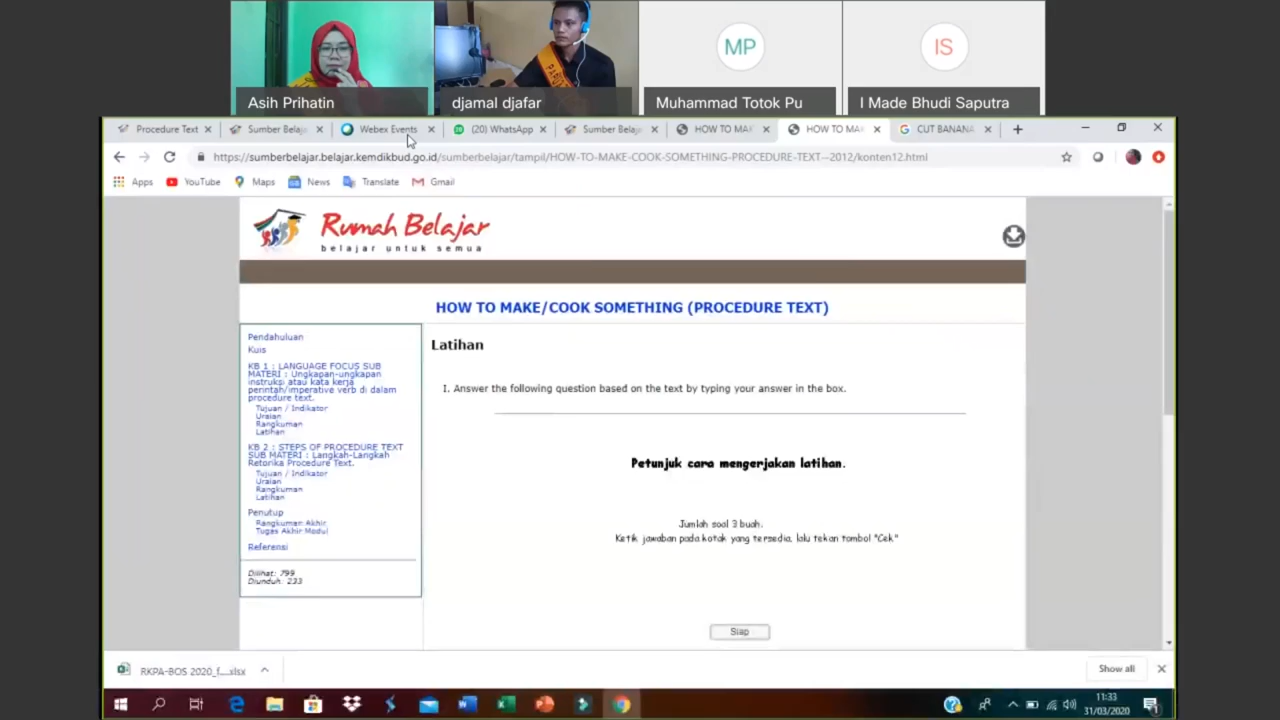 MP
IS
Asih Prihatin
djamal djafar
Muhammad Totok Pu
I Made Bhudi Saputra
Procedure Text
Sumber Belaja
Webex Events
(20) WhatsApp
Sumber Belaja
HOW TO MAK
HOW TO MAK
CUT BANANA
https://sumberbelajar.belajar.kemdikbud.go.id/sumberbelajar/tampil/HOW-TO-MAKE-COOK-SOMETHING-PROCEDURE-TEXT--2012/konten12.html
Apps
YouTube
Maps
News
Translate
Gmail
Rumah Belajar
belajar untuk semua
HOW TO MAKE/COOK SOMETHING (PROCEDURE TEXT)
Pendahuluan
Kuis
KB 1 : LANGUAGE FOCUS SUB
MATERI : Ungkapan-ungkapan
instruksi atau kata kerja
perintah/imperative verb di dalam
procedure text.
Tujuan / Indikator
Uraian
Rangkuman
Latihan
KB 2 : STEPS OF PROCEDURE TEXT
SUB MATERI : Langkah-Langkah
Retorika Procedure Text.
Tujuan / Indikator
Uraian
Rangkuman
Latihan
Penutup
Rangkuman Akhir
Tugas Akhir Modul
Referensi
Dilihat: 799
Diunduh: 233
Latihan
I. Answer the following question based on the text by typing your answer in the box.
Petunjuk cara mengerjakan latihan.
Jumlah soal 3 buah.
Ketik jawaban pada kotak yang tersedia, lalu tekan tombol "Cek"
Siap
RKPA-BOS 2020_f....xlsx
Show all
11:33
31/03/2020